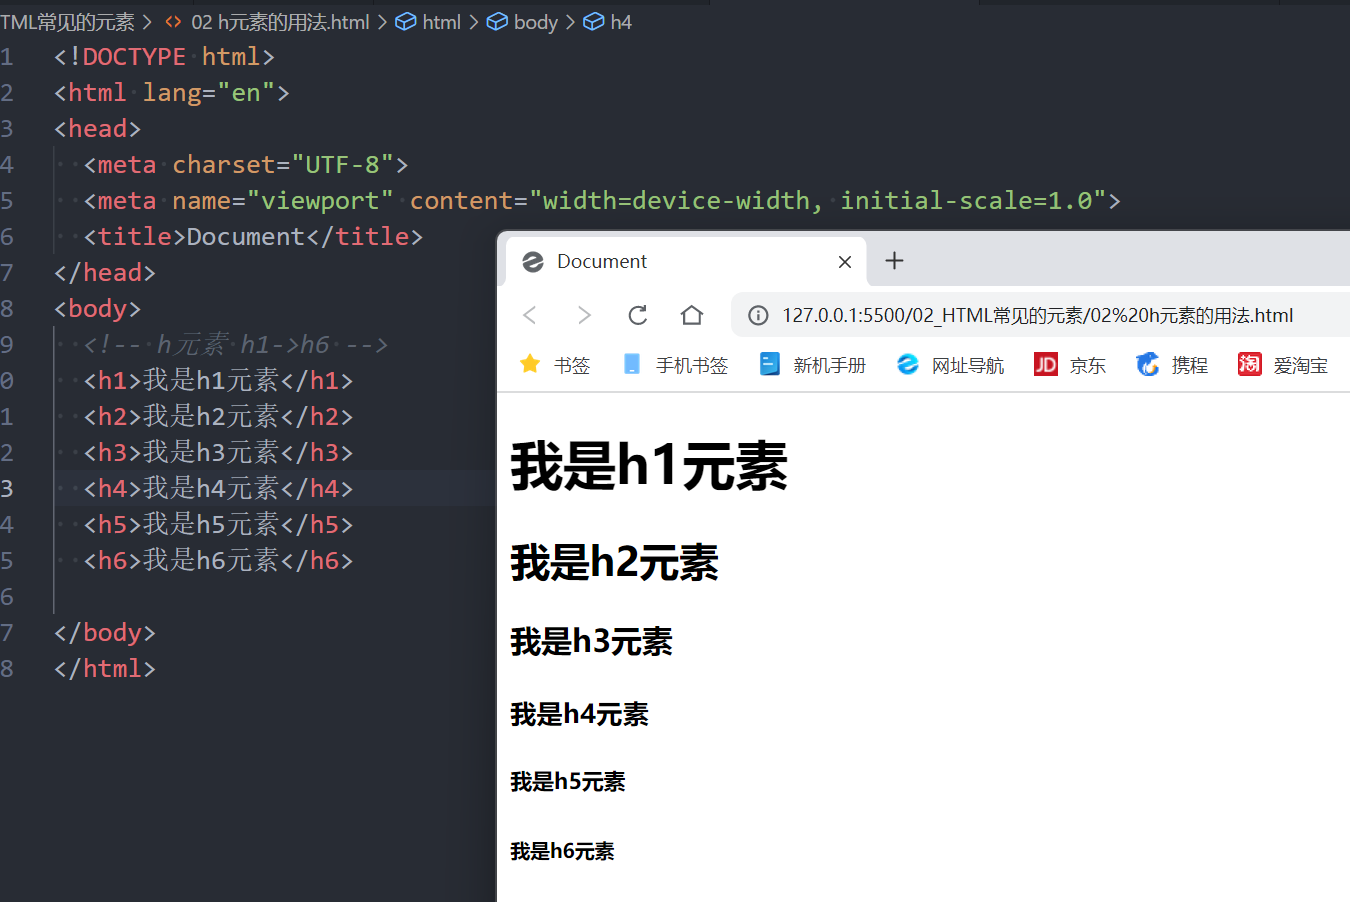 TML常见的元素 > <> 02 h元素的用法.html > html > body > h4
1 <!DOCTYPE html>
2 <html lang="en">
3 <head>
4 <meta charset="UTF-8">
5 <meta name="viewport" content="width=device-width, initial-scale=1.0">
6 <title>Document</title>
7 </head>
8 <body>
9 <!-- h元素 h1->h6 -->
0 <h1>我是h1元素</h1>
1 <h2>我是h2元素</h2>
2 <h3>我是h3元素</h3>
3 <h4>我是h4元素</h4>
4 <h5>我是h5元素</h5>
5 <h6>我是h6元素</h6>
6
7 </body>
8 </html>
Document
127.0.0.1:5500/02_HTML常见的元素/02%20h元素的用法.html
书签 手机书签 新机手册 网址导航 JD 京东 携程 淘 爱淘宝
我是h1元素
我是h2元素
我是h3元素
我是h4元素
我是h5元素
我是h6元素